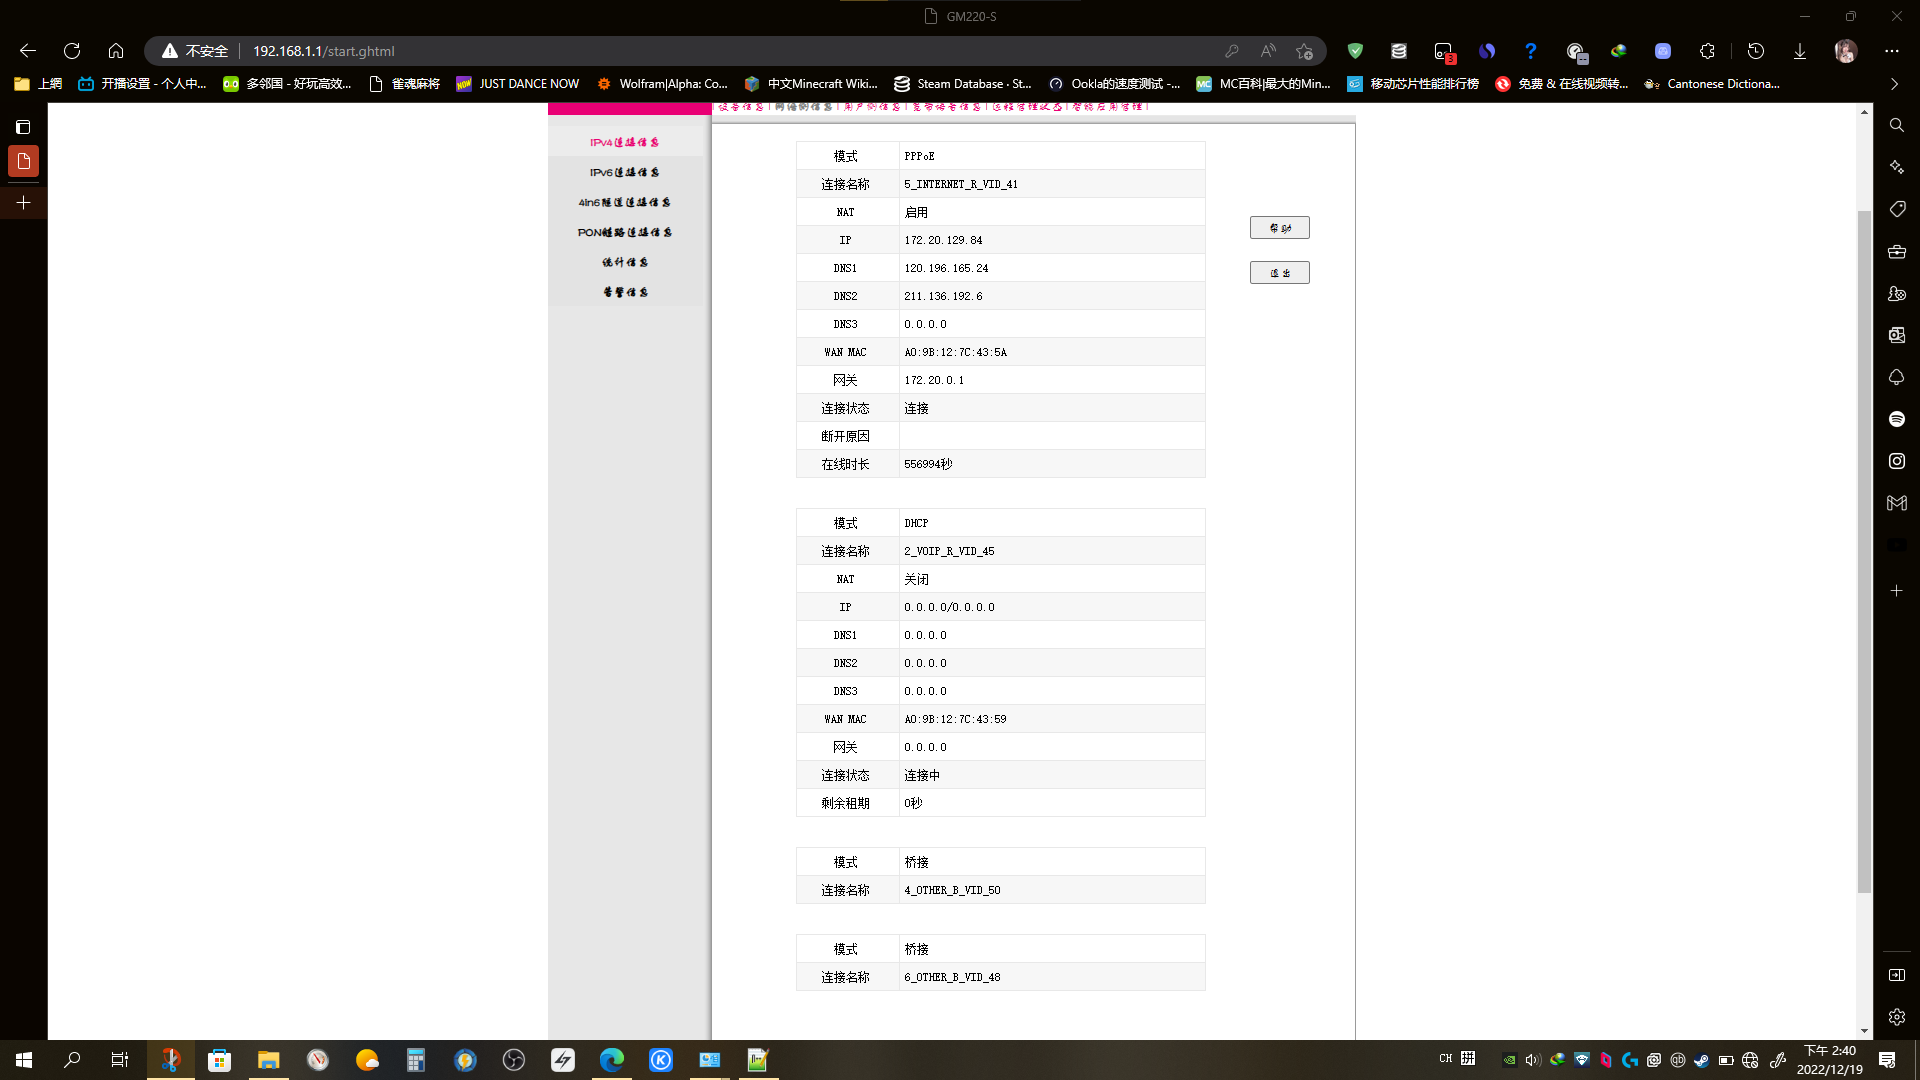 GM220-S
不安全
192.168.1.1/start.ghtml
上網
开播设置 - 个人中...
多邻国 - 好玩高效...
雀魂麻将
JUST DANCE NOW
Wolfram|Alpha: Co...
中文Minecraft Wiki...
Steam Database · St...
Ookla的速度测试 -...
MC百科|最大的Min...
移动芯片性能排行榜
免费 & 在线视频转...
Cantonese Dictiona...
设备信息 | 网络侧信息 | 用户侧信息 | 宽带语音信息 | 远程管理状态 | 智能应用管理 |
IPv4连接信息
IPv6连接信息
4in6隧道连接信息
PON链路连接信息
统计信息
告警信息
模式 PPPoE
连接名称 5_INTERNET_R_VID_41
NAT 启用
IP 172.20.129.84
DNS1 120.196.165.24
DNS2 211.136.192.6
DNS3 0.0.0.0
WAN MAC A0:9B:12:7C:43:5A
网关 172.20.0.1
连接状态 连接
断开原因
在线时长 556994秒
帮助
退出
模式 DHCP
连接名称 2_VOIP_R_VID_45
NAT 关闭
IP 0.0.0.0/0.0.0.0
DNS1 0.0.0.0
DNS2 0.0.0.0
DNS3 0.0.0.0
WAN MAC A0:9B:12:7C:43:59
网关 0.0.0.0
连接状态 连接中
剩余租期 0秒
模式 桥接
连接名称 4_OTHER_B_VID_50
模式 桥接
连接名称 6_OTHER_B_VID_48
CH 拼
下午 2:40
2022/12/19